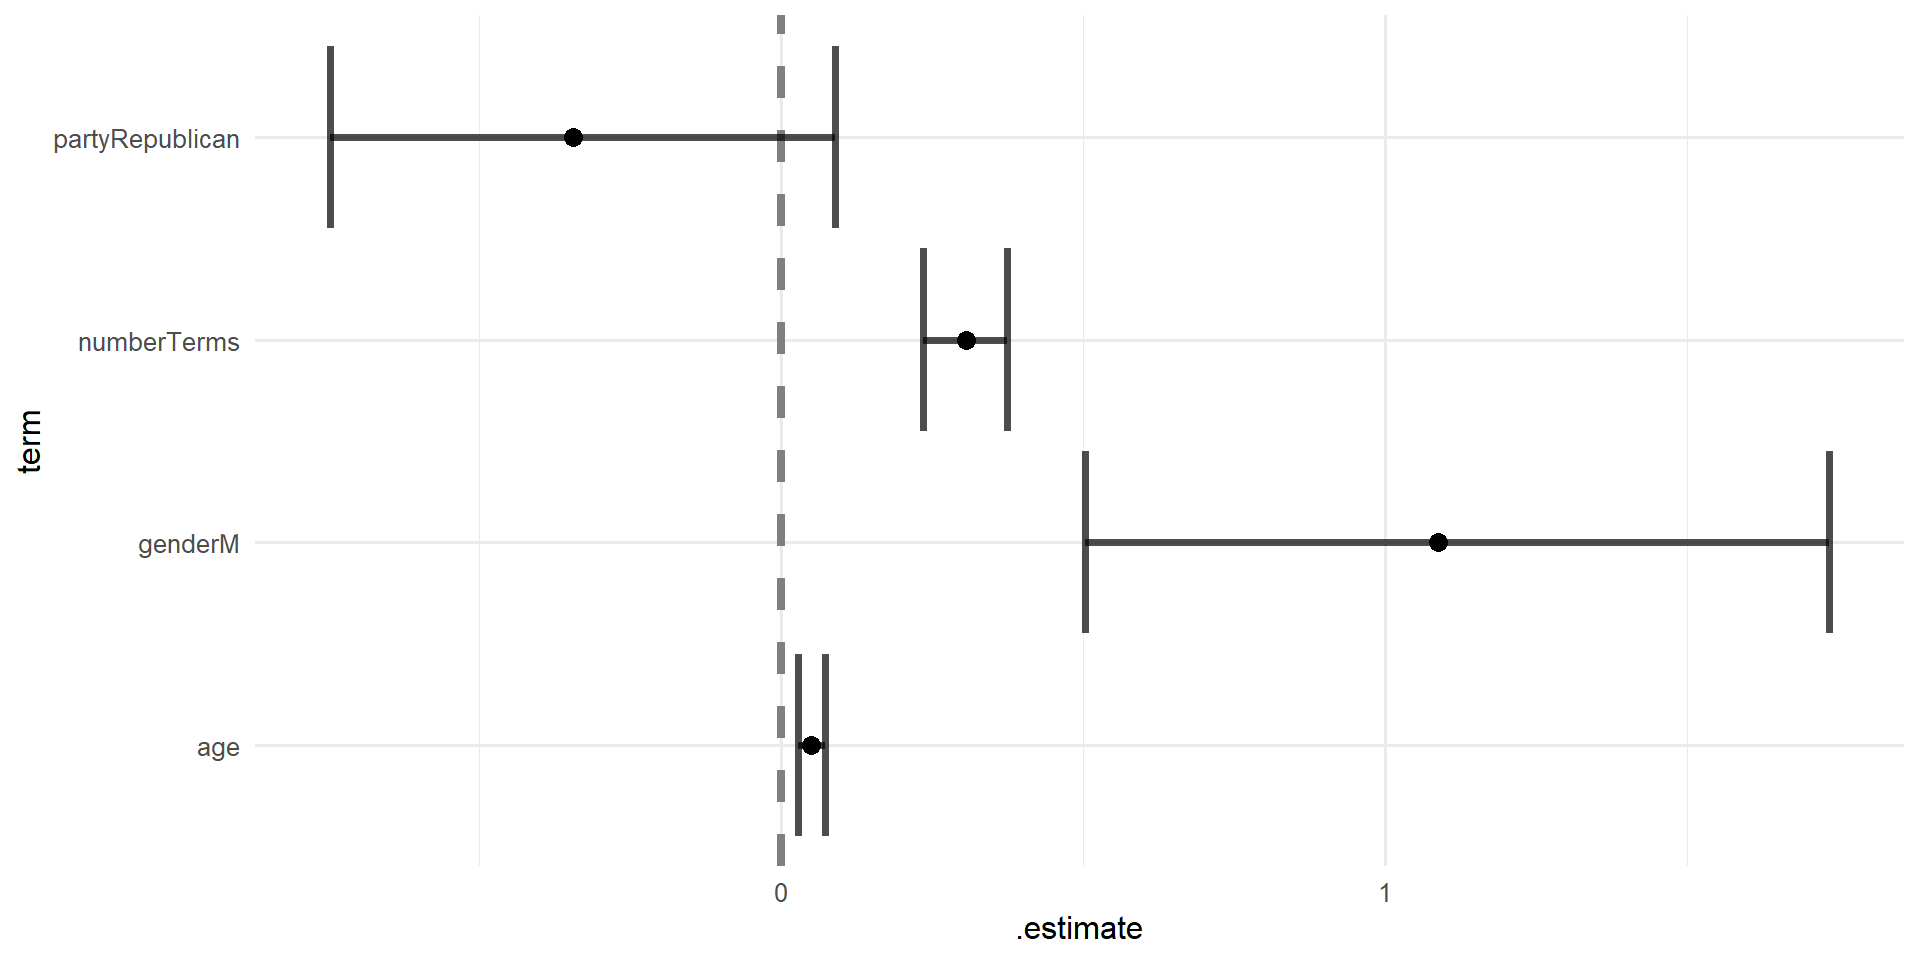 partyRepublican
numberTerms
genderM
age
term
0 1
.estimate